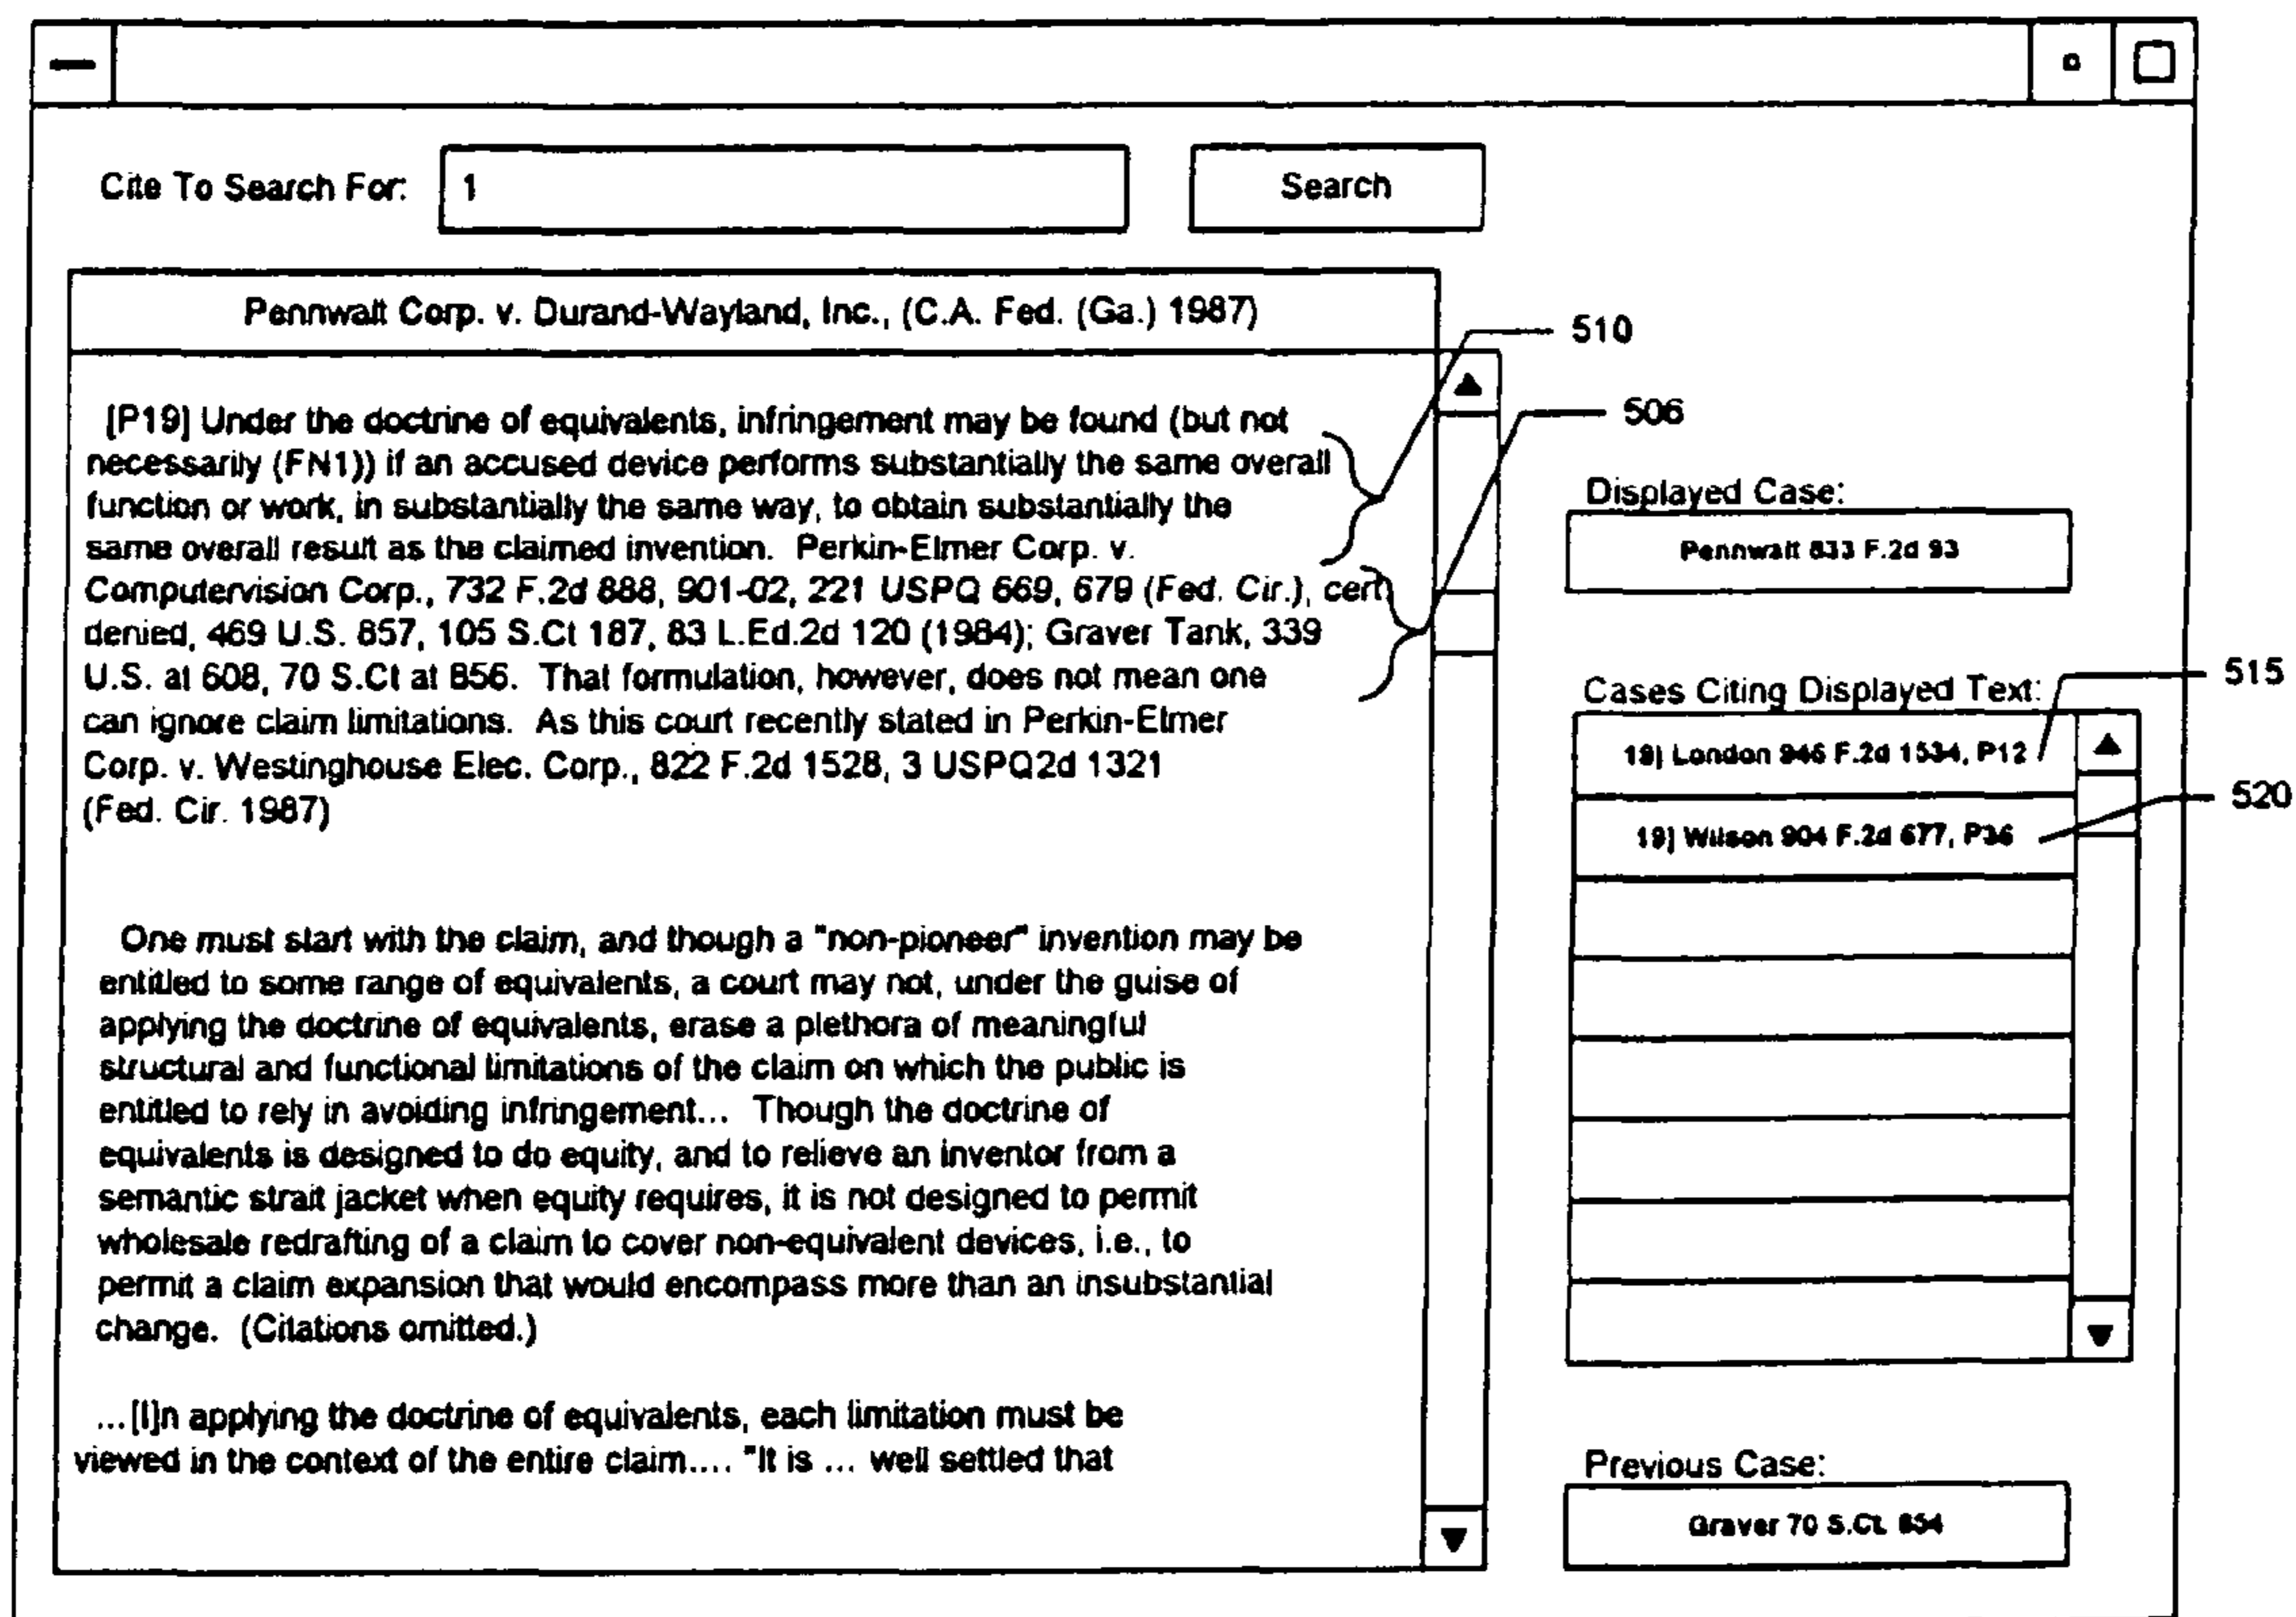 Cite To Search For: 1 Search
Pennwalt Corp. v. Durand-Wayland, Inc., (C.A. Fed. (Ga.) 1987)
510
506
[P19] Under the doctrine of equivalents, infringement may be found (but not
necessarily (FN1)) if an accused device performs substantially the same overall
function or work, in substantially the same way, to obtain substantially the
same overall result as the claimed invention. Perkin-Elmer Corp. v.
Computervision Corp., 732 F.2d 888, 901-02, 221 USPQ 669, 679 (Fed. Cir.), cert
denied, 469 U.S. 857, 105 S.Ct 187, 83 L.Ed.2d 120 (1984); Graver Tank, 339
U.S. at 608, 70 S.Ct at 856. That formulation, however, does not mean one
can ignore claim limitations. As this court recently stated in Perkin-Elmer
Corp. v. Westinghouse Elec. Corp., 822 F.2d 1528, 3 USPQ2d 1321
(Fed. Cir. 1987)
One must start with the claim, and though a "non-pioneer" invention may be
entitled to some range of equivalents, a court may not, under the guise of
applying the doctrine of equivalents, erase a plethora of meaningful
structural and functional limitations of the claim on which the public is
entitled to rely in avoiding infringement... Though the doctrine of
equivalents is designed to do equity, and to relieve an inventor from a
semantic strait jacket when equity requires, it is not designed to permit
wholesale redrafting of a claim to cover non-equivalent devices, i.e., to
permit a claim expansion that would encompass more than an insubstantial
change. (Citations omitted.)
...[I]n applying the doctrine of equivalents, each limitation must be
viewed in the context of the entire claim.... "It is ... well settled that
Displayed Case:
Pennwalt 833 F.2d 93
Cases Citing Displayed Text:
19] London 946 F.2d 1534, P12
19] Wilson 904 F.2d 677, P36
515
520
Previous Case:
Graver 70 S.Ct. 854